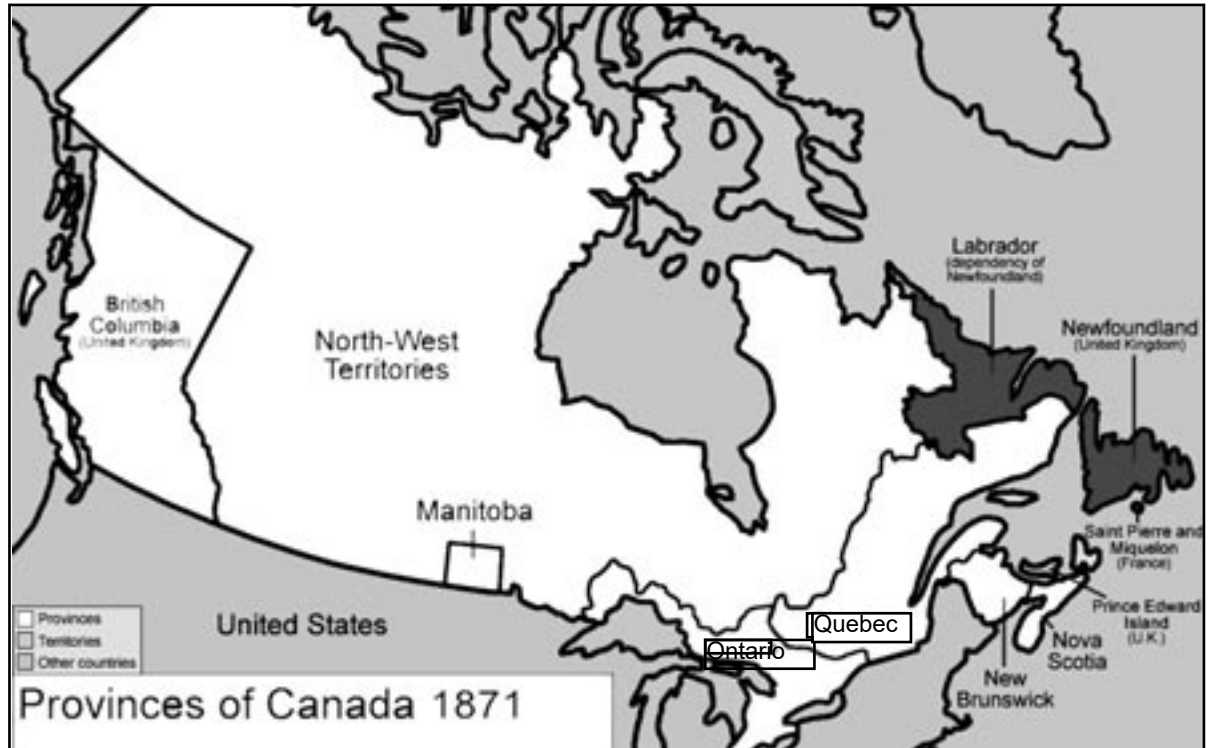 Labrador
(dependency of
Newfoundland)
British
Columbia
(United Kingdom)
North-West
Territories
Newfoundland
(United Kingdom)
Manitoba
Saint Pierre and
Miquelon
(France)
Prince Edward
Island
(U.K.)
Quebec
Ontario
United States
Nova
Scotia
New
Brunswick
Provinces
Territories
Other countries
Provinces of Canada 1871